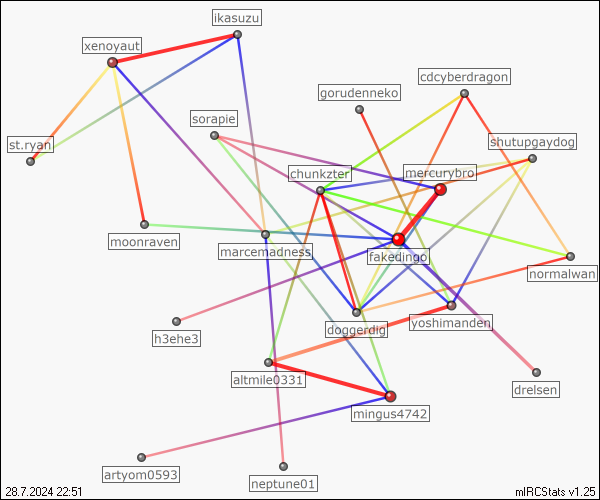 ikasuzu
xenoyaut
cdcyberdragon
gorudenneko
sorapie
st.ryan
shutupgaydog
chunkzter
mercurybro
moonraven
marcemadness
fakedingo
normalwan
h3ehe3
doggerdig
yoshimanden
altmile0331
drelsen
mingus4742
artyom0593
neptune01
28.7.2024 22:51
mIRCStats v1.25